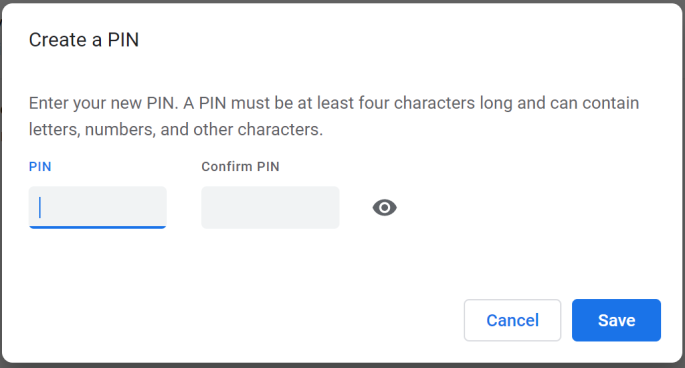 Create a PIN
Enter your new PIN. A PIN must be at least four characters long and can contain
letters, numbers, and other characters.
PIN
Confirm PIN
Cancel
Save